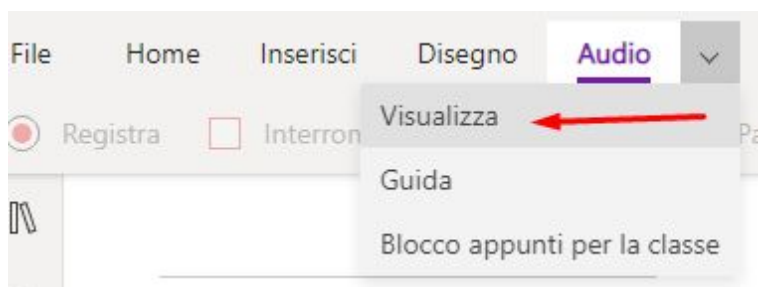 File Home Inserisci Disegno Audio
Registra Interron
Visualizza
Guida
Blocco appunti per la classe